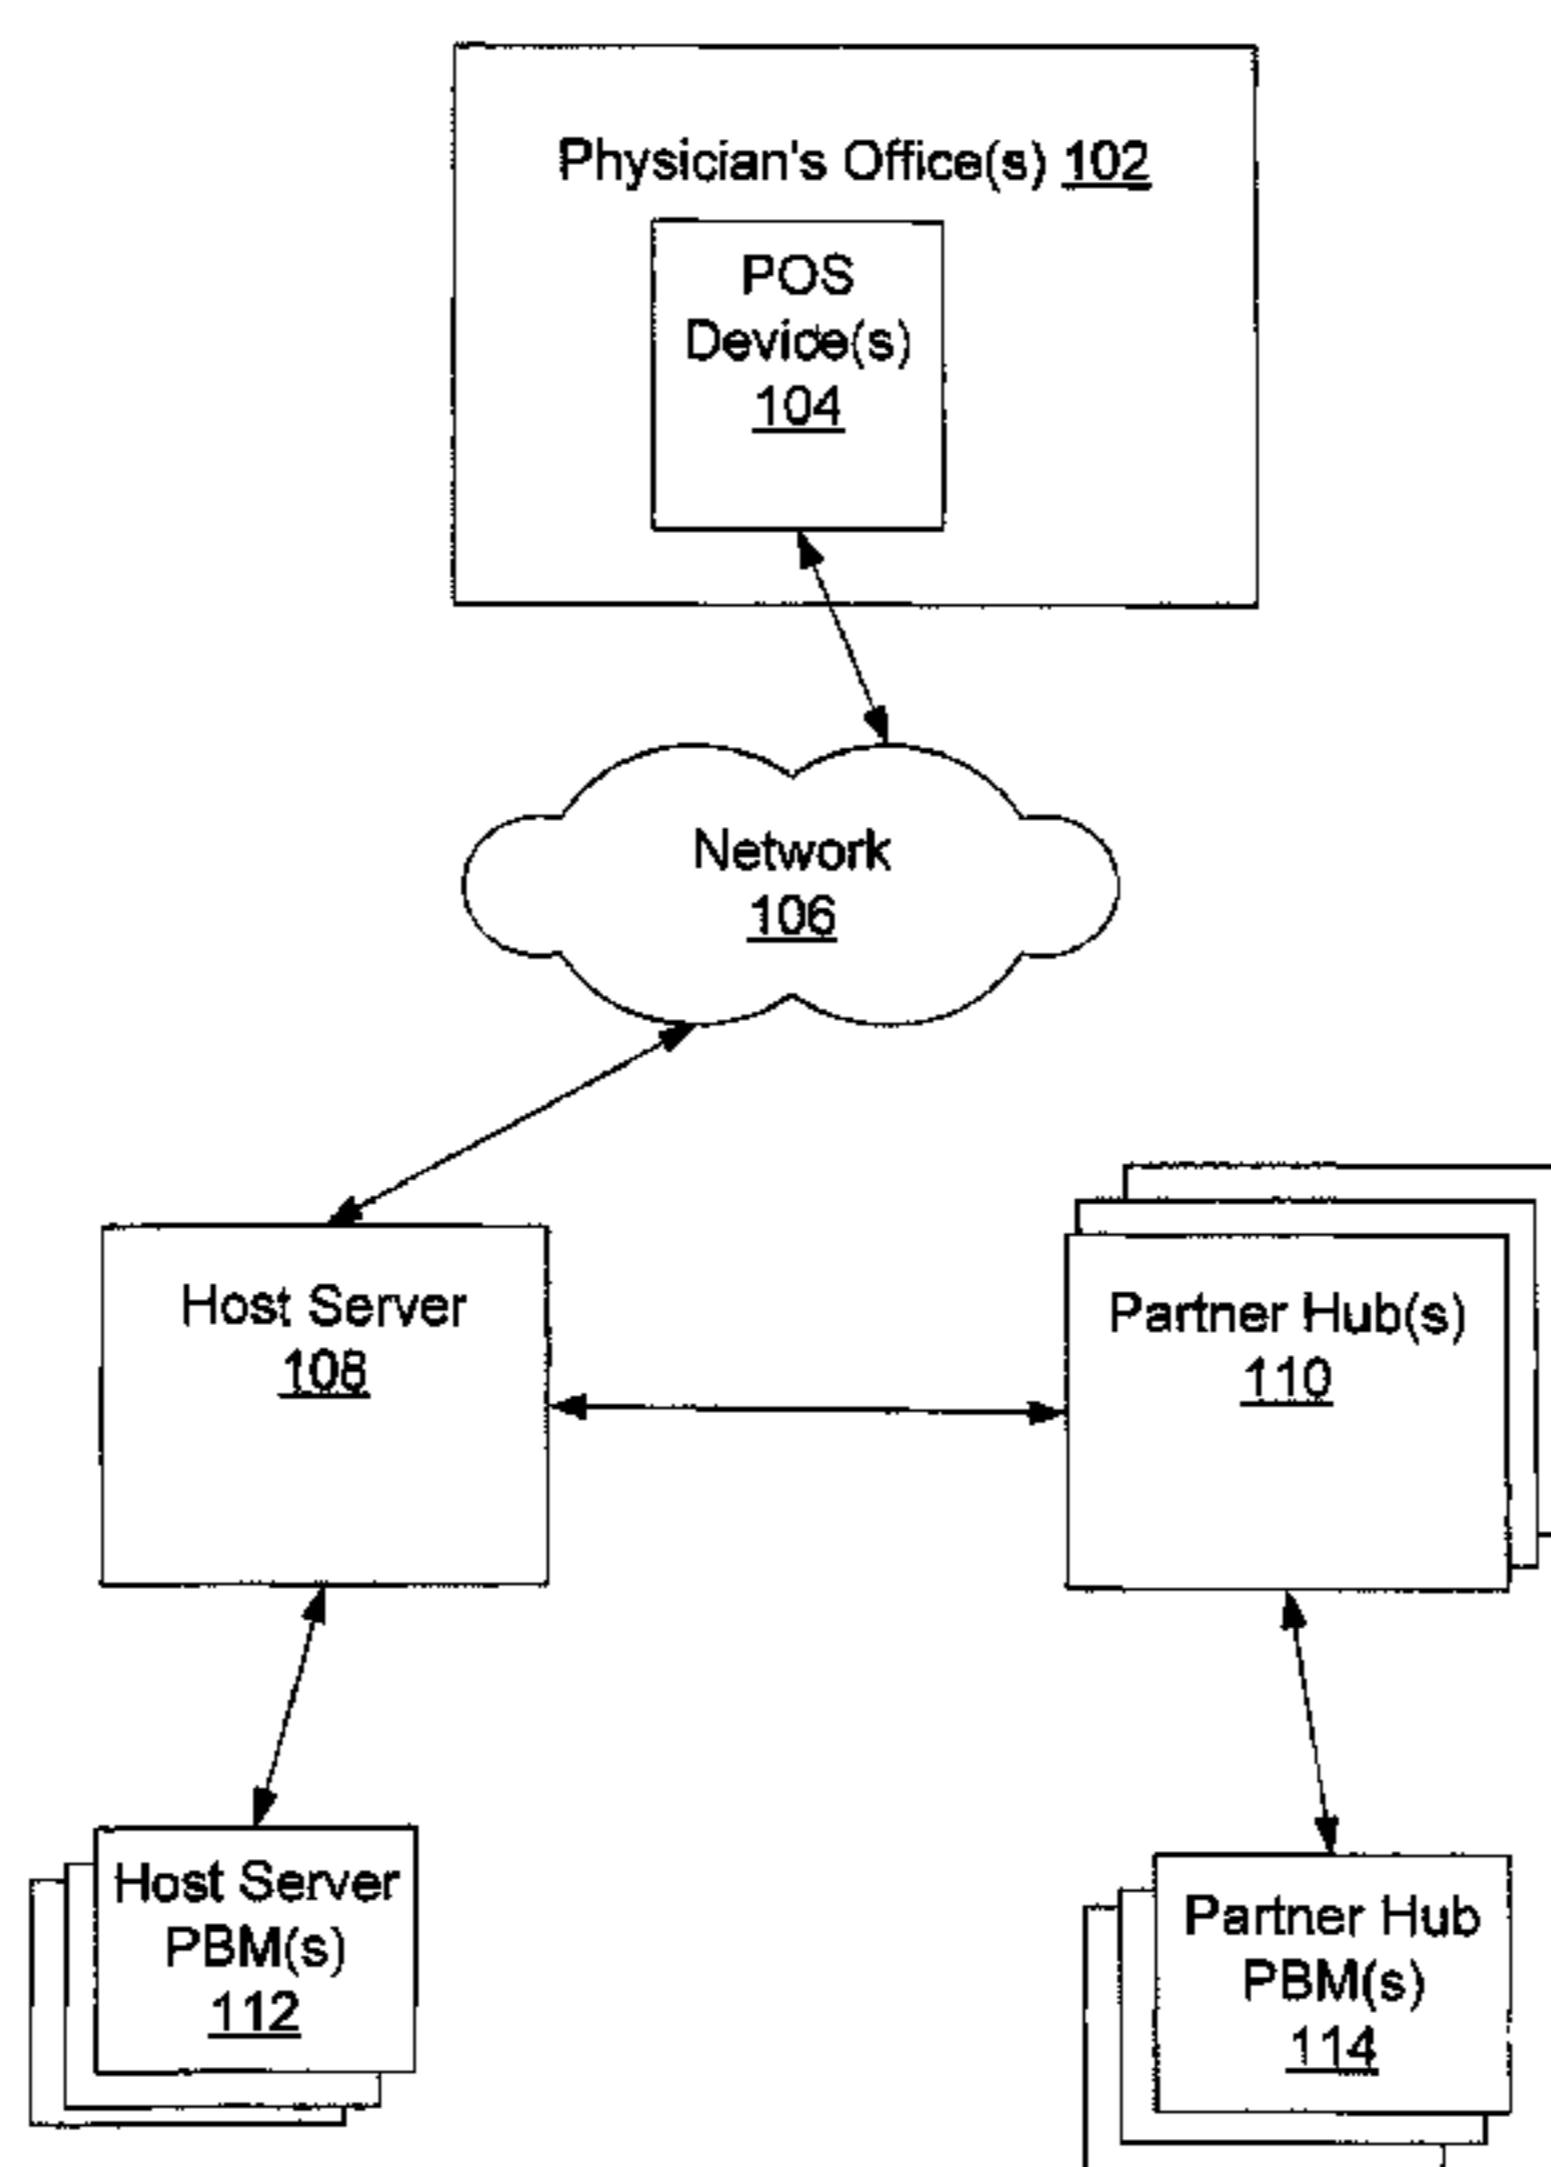 Physician's Office(s) 102
POS
Device(s)
104
Network
106
Host Server
108
Partner Hub(s)
110
Host Server
PBM(s)
112
Partner Hub
PBM(s)
114